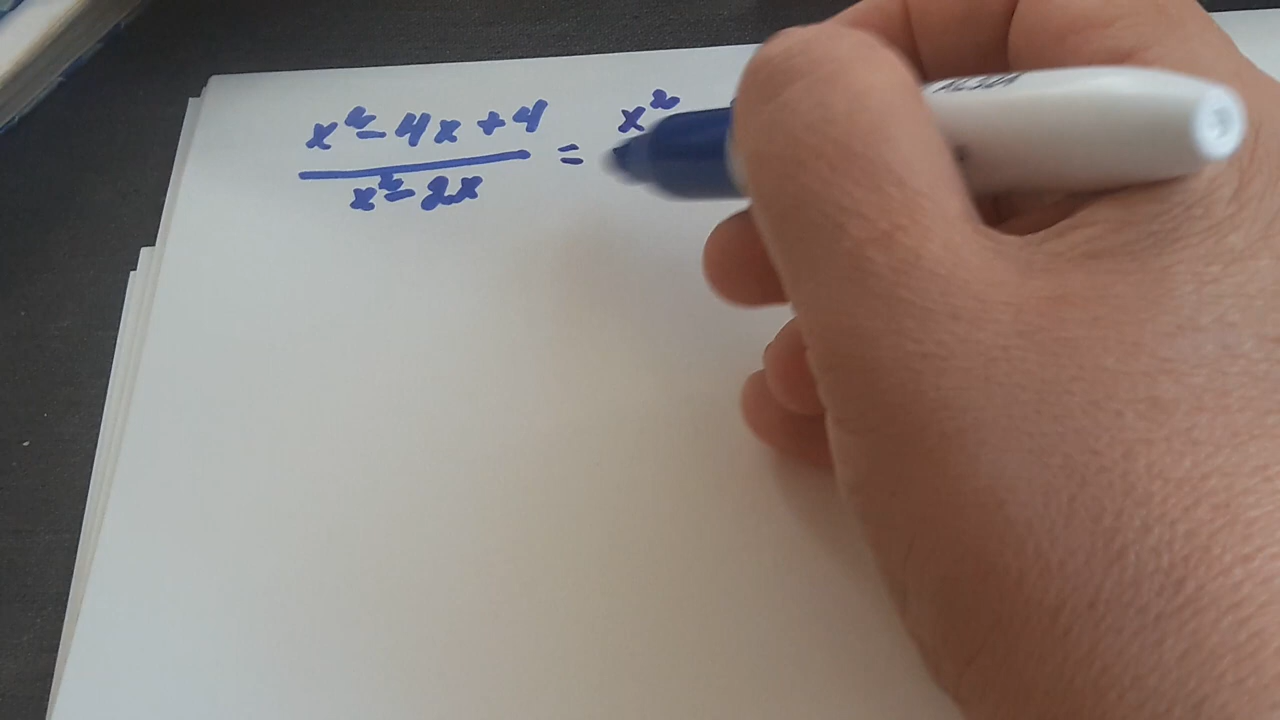 x² - 4x + 4 = x²
x² - 2x